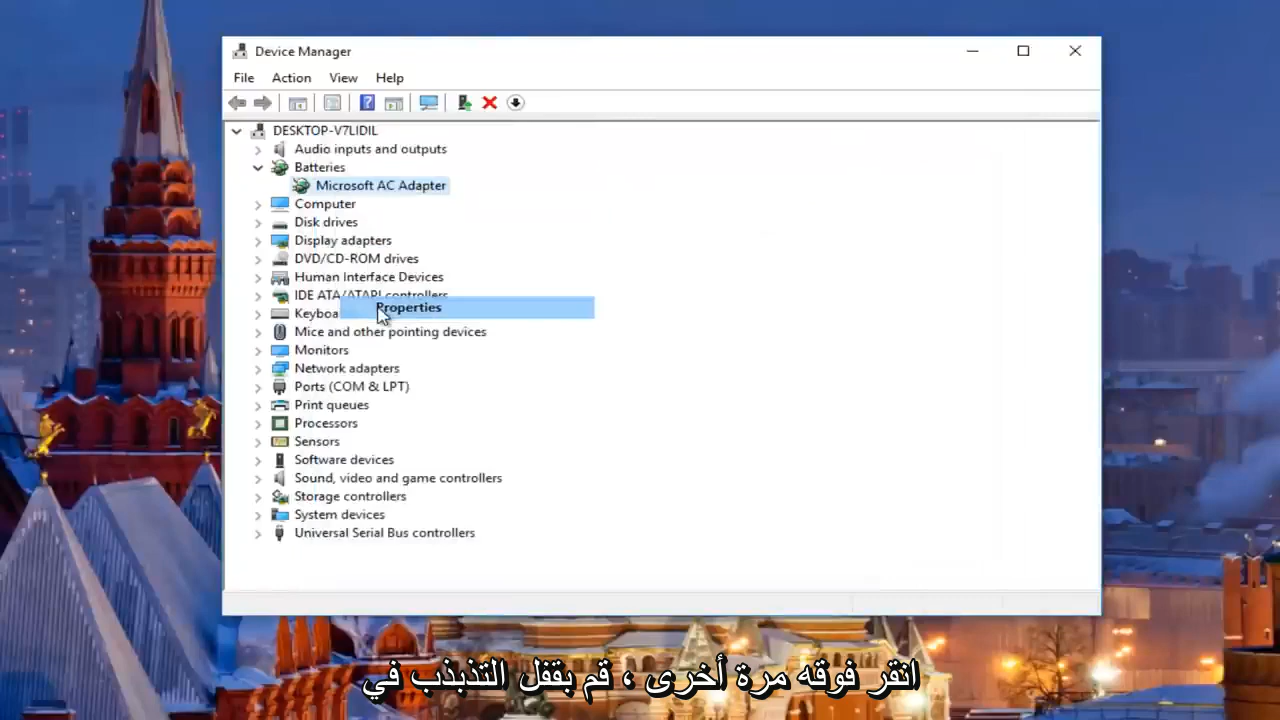 Device Manager
File Action View Help
DESKTOP-V7LIDIL
Audio inputs and outputs
Batteries
Microsoft AC Adapter
Computer
Disk drives
Display adapters
DVD/CD-ROM drives
Human Interface Devices
IDE ATA/ATAPI controllers
Properties
Keyboa
Mice and other pointing devices
Monitors
Network adapters
Ports (COM & LPT)
Print queues
Processors
Sensors
Software devices
Sound, video and game controllers
Storage controllers
System devices
Universal Serial Bus controllers
انقر فوقه مرة أخرى ، قم بقفل التذبذب في